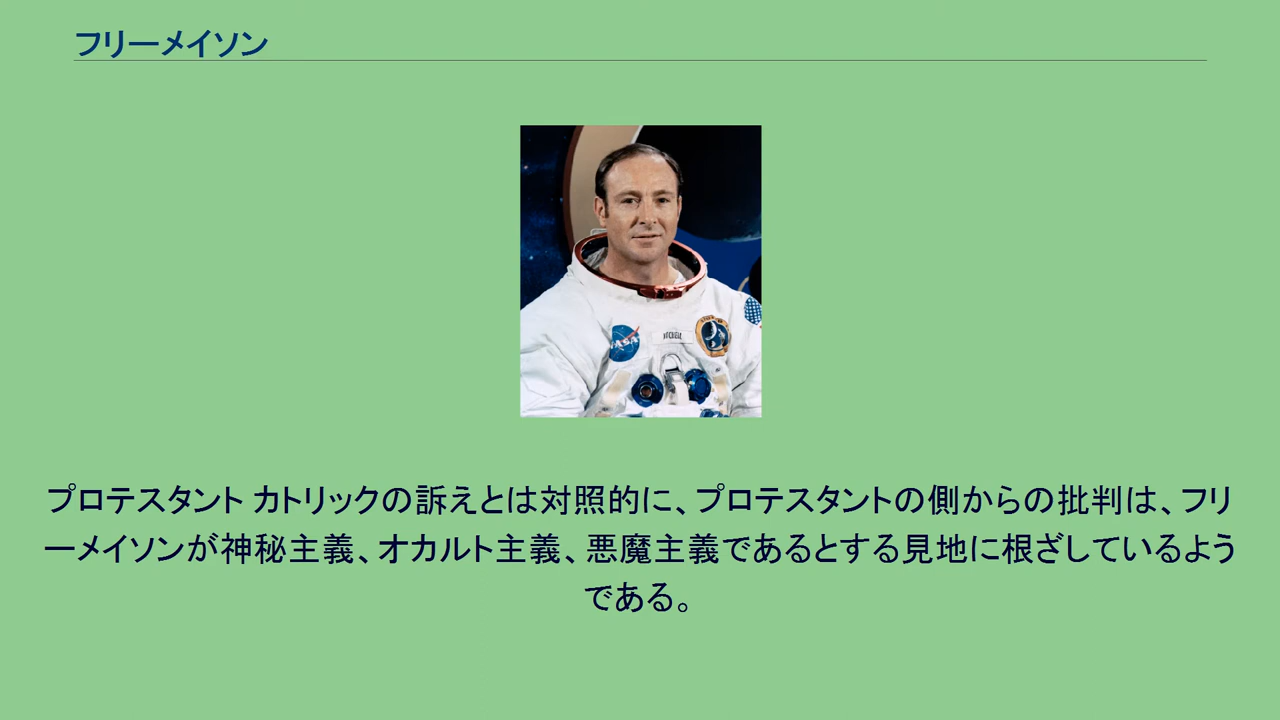 フリーメイソン
NASA
プロテスタント カトリックの訴えとは対照的に、プロテスタントの側からの批判は、フリ
ーメイソンが神秘主義、オカルト主義、悪魔主義であるとする見地に根ざしているよう
である。